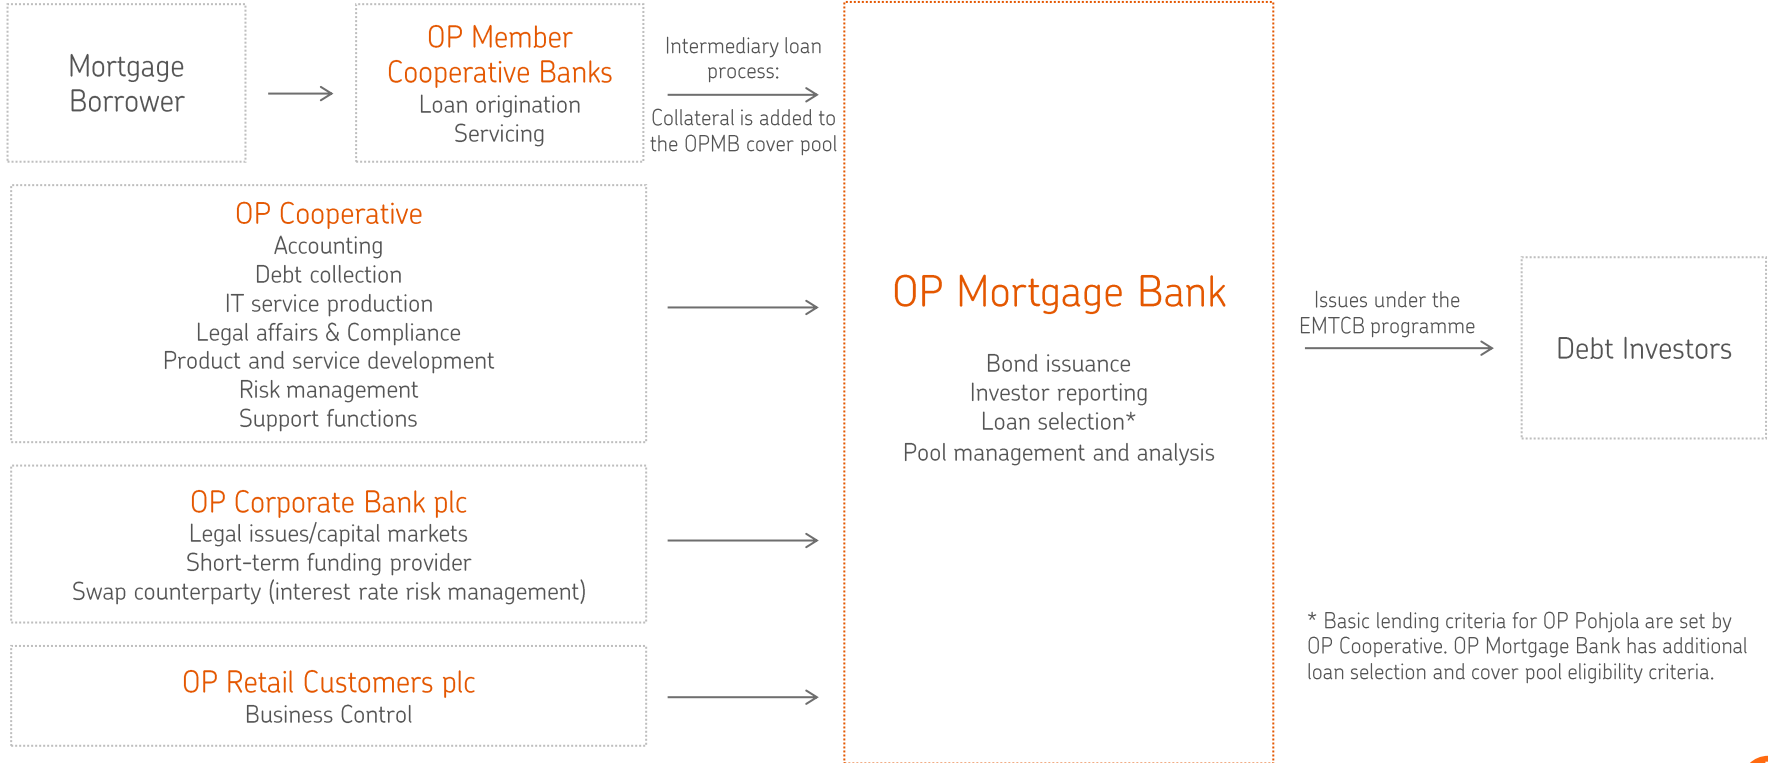 Mortgage
Borrower
OP Member
Cooperative Banks
Loan origination
Servicing
Intermediary loan
process:
Collateral is added to
the OPMB cover pool
OP Cooperative
Accounting
Debt collection
IT service production
Legal affairs & Compliance
Product and service development
Risk management
Support functions
OP Corporate Bank plc
Legal issues/capital markets
Short-term funding provider
Swap counterparty (interest rate risk management)
OP Retail Customers plc
Business Control
OP Mortgage Bank
Bond issuance
Investor reporting
Loan selection*
Pool management and analysis
Issues under the
EMTCB programme
Debt Investors
* Basic lending criteria for OP Pohjola are set by
OP Cooperative. OP Mortgage Bank has additional
loan selection and cover pool eligibility criteria.